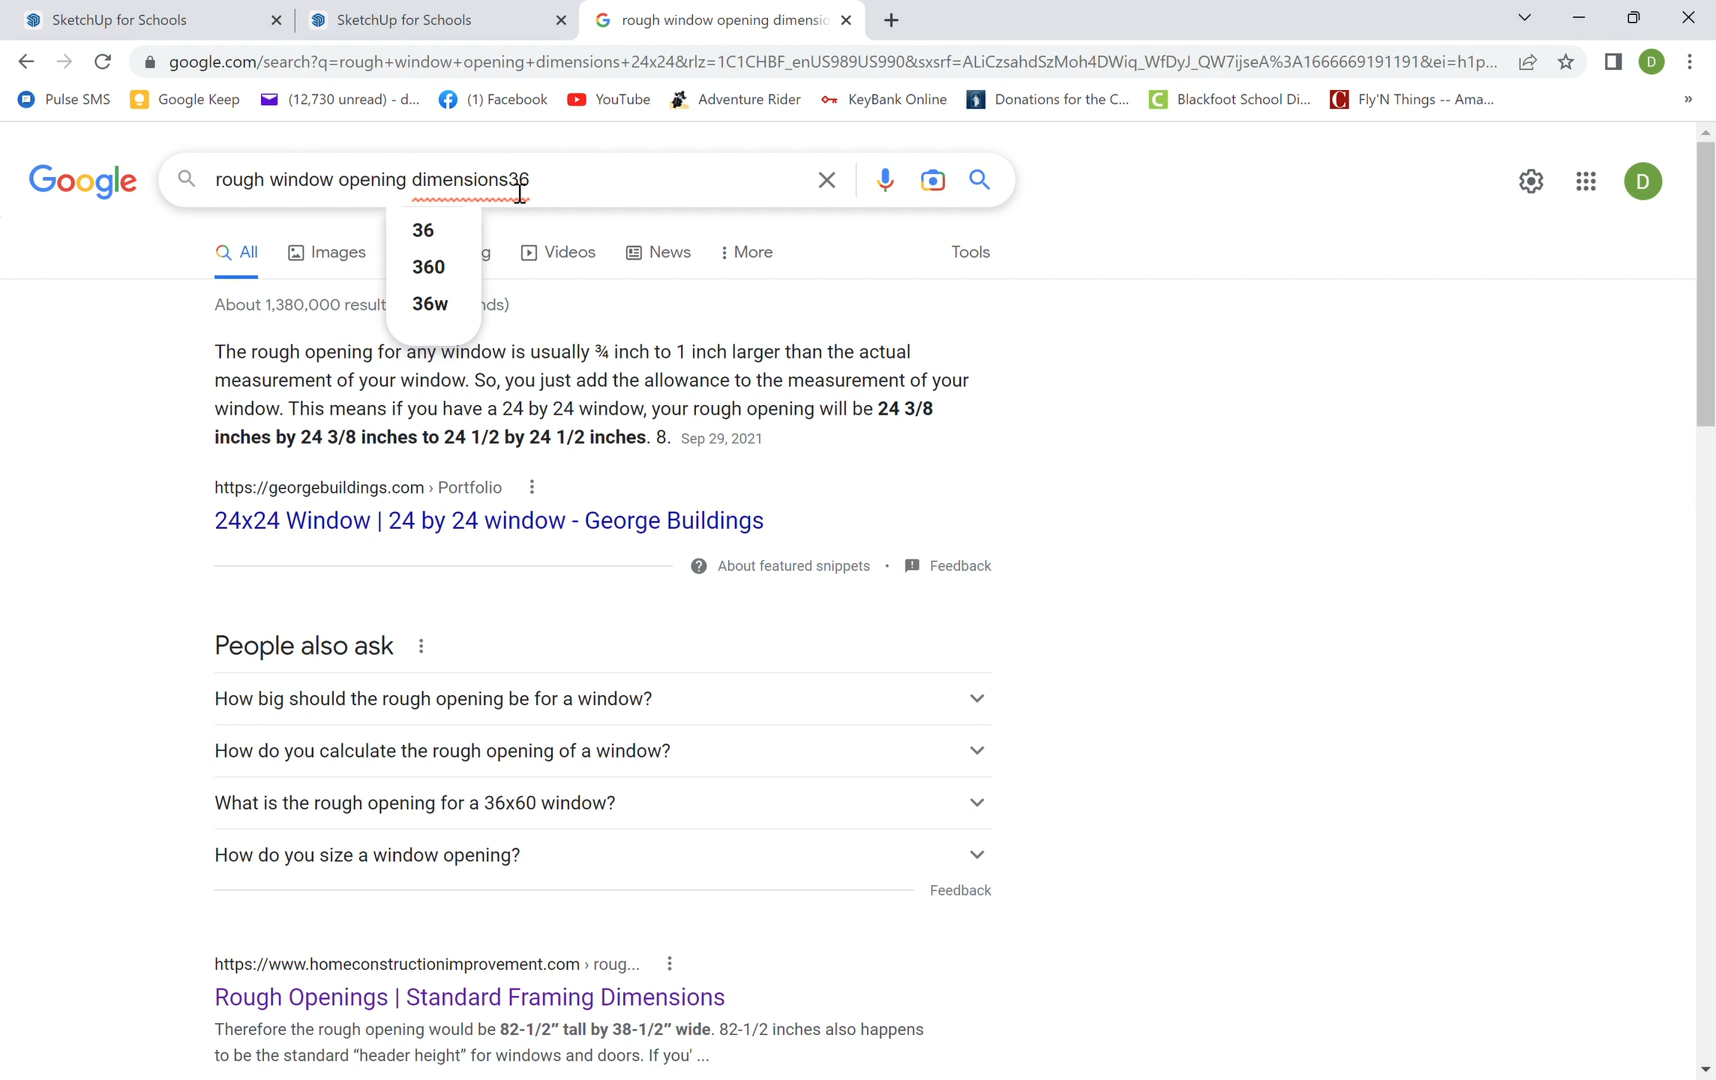 SketchUp for Schools
SketchUp for Schools
rough window opening dimensio
google.com/search?q=rough+window+opening+dimensions+24x24&rlz=1C1CHBF_enUS989US990&sxsrf=ALiCzsahdSzMoh4DWiq_WfDyJ_QW7ijseA%3A1666669191191&ei=h1p...
D
Pulse SMS
Google Keep
(12,730 unread) - d...
(1) Facebook
YouTube
Adventure Rider
KeyBank Online
Donations for the C...
Blackfoot School Di...
Fly'N Things -- Ama...
»
Google
rough window opening dimensions36
D
36
360
36w
All
Images
g
Videos
News
More
Tools
About 1,380,000 result
nds)
The rough opening for any window is usually ¾ inch to 1 inch larger than the actual
measurement of your window. So, you just add the allowance to the measurement of your
window. This means if you have a 24 by 24 window, your rough opening will be 24 3/8
inches by 24 3/8 inches to 24 1/2 by 24 1/2 inches. 8. Sep 29, 2021
https://georgebuildings.com › Portfolio
24x24 Window | 24 by 24 window - George Buildings
About featured snippets • Feedback
People also ask
How big should the rough opening be for a window?
How do you calculate the rough opening of a window?
What is the rough opening for a 36x60 window?
How do you size a window opening?
Feedback
https://www.homeconstructionimprovement.com › roug...
Rough Openings | Standard Framing Dimensions
Therefore the rough opening would be 82-1/2″ tall by 38-1/2″ wide. 82-1/2 inches also happens
to be the standard “header height” for windows and doors. If you' ...